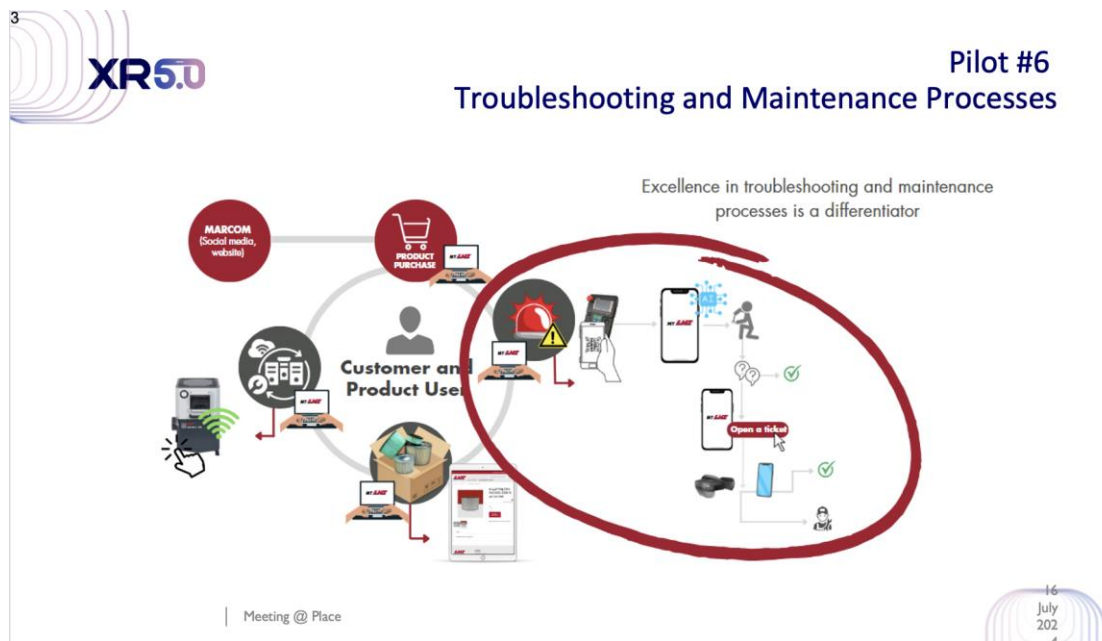 3
XR5.0
Pilot #6
Troubleshooting and Maintenance Processes
Excellence in troubleshooting and maintenance
processes is a differentiator
MARCOM
(Social media,
website)
PRODUCT
PURCHASE
Customer and
Product User
AI
Open a ticket
Meeting @ Place
16
July
202
4